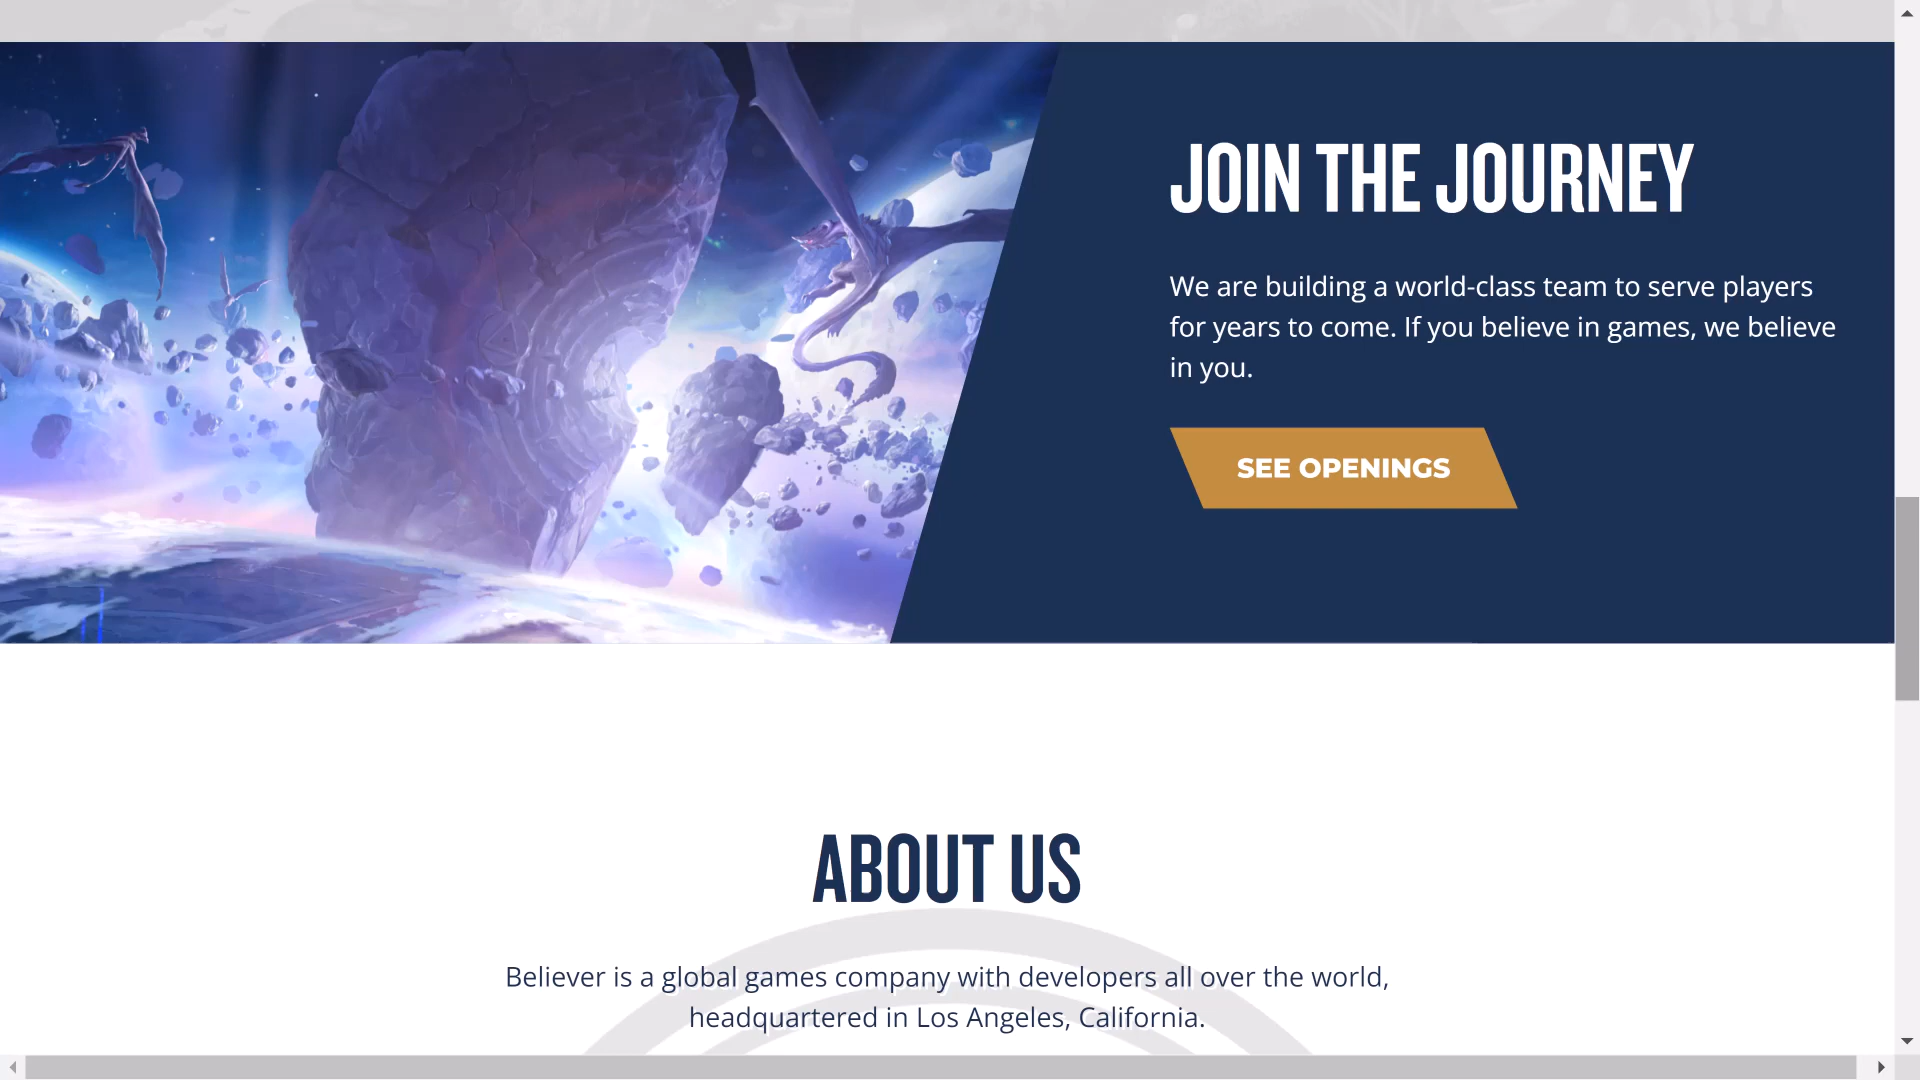 JOIN THE JOURNEY
We are building a world-class team to serve players
for years to come. If you believe in games, we believe
in you.
SEE OPENINGS
ABOUT US
Believer is a global games company with developers all over the world,
headquartered in Los Angeles, California.